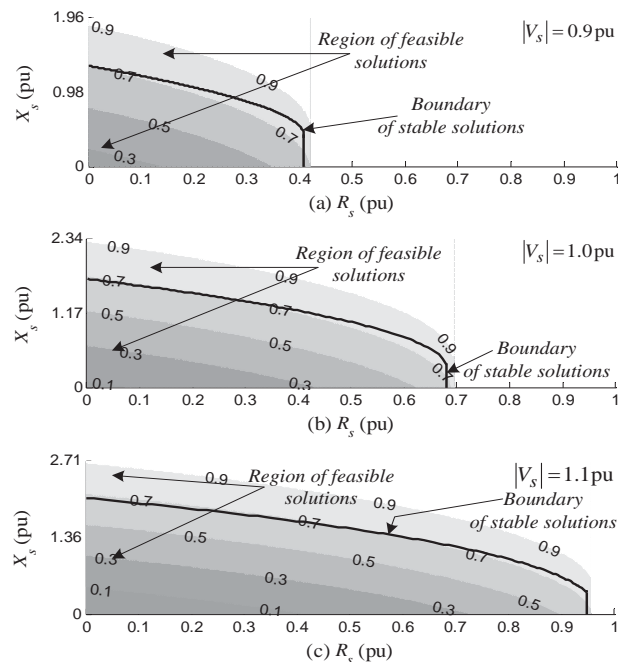 1.96
|V_s| = 0.9 pu
Region of feasible
solutions
0.9
0.9
0.7
Boundary
of stable solutions
X_s (pu)
0.98
0.7
0.5
0.7
0.3
0
0 0.1 0.2 0.3 0.4 0.5 0.6 0.7 0.8 0.9 1
(a) R_s (pu)
2.34
|V_s| = 1.0 pu
0.9
Region of feasible
solutions
0.9
0.7
0.7
X_s (pu)
1.17
0.5
0.5
0.9
Boundary
of stable solutions
0.3
0.7
0.3
0.1
0
0 0.1 0.2 0.3 0.4 0.5 0.6 0.7 0.8 0.9 1
(b) R_s (pu)
2.71
|V_s| = 1.1 pu
0.9
Region of feasible
solutions
0.9
Boundary
of stable solutions
0.7
0.7
X_s (pu)
1.36
0.5
0.7
0.9
0.5
0.3
0.3
0.5
0.1
0.1
0.3
0
0 0.1 0.2 0.3 0.4 0.5 0.6 0.7 0.8 0.9 1
(c) R_s (pu)